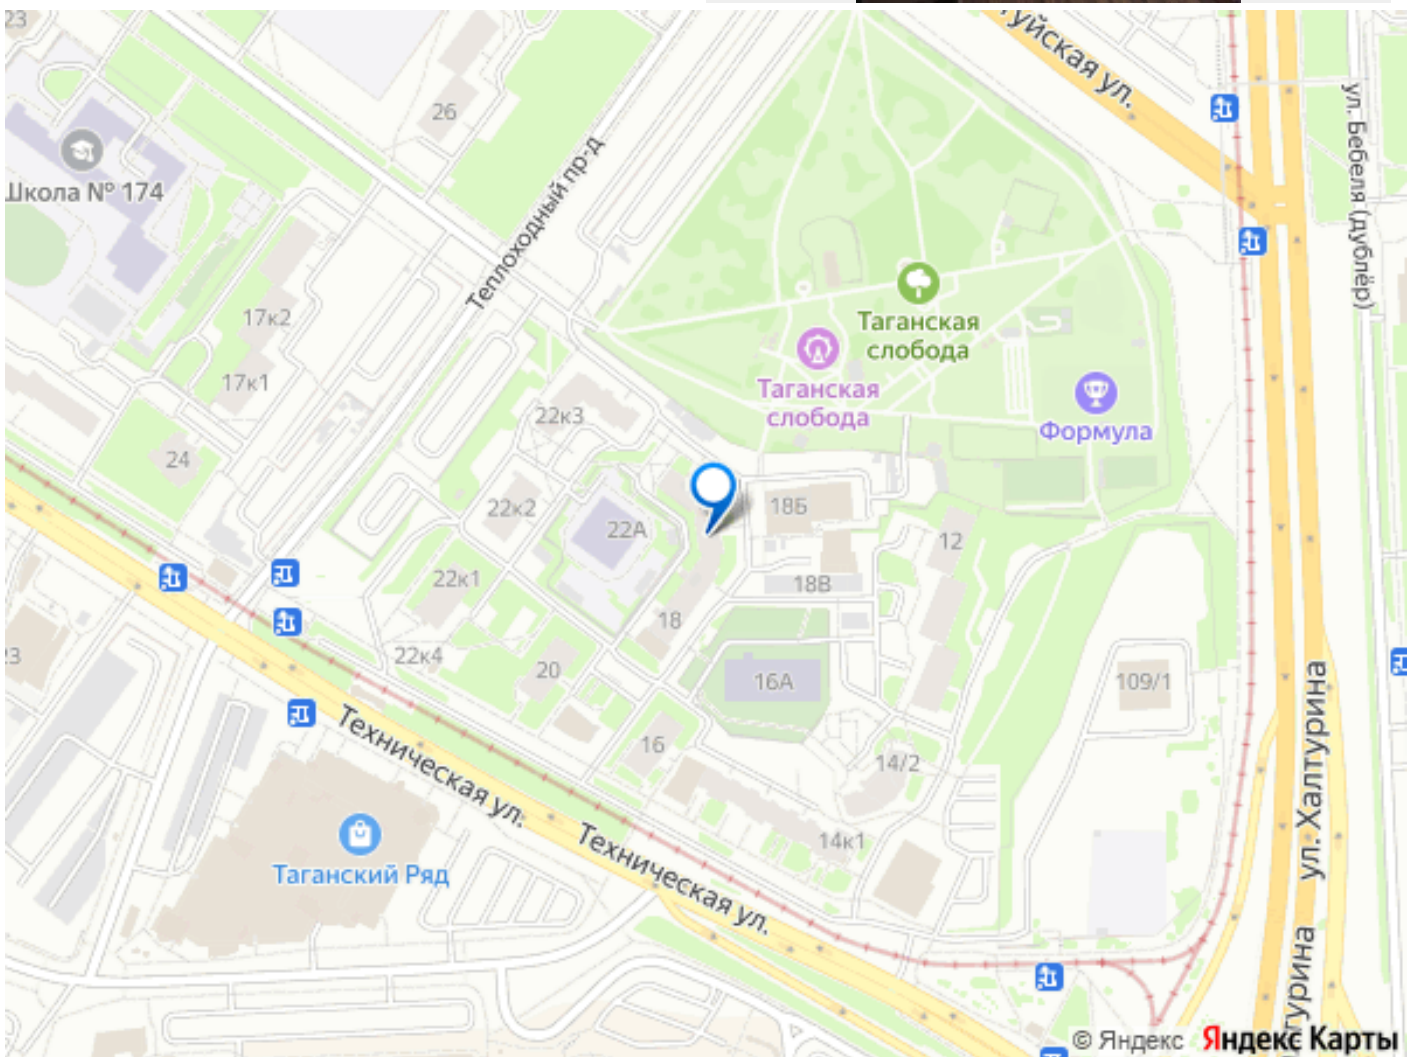 23
26
туйская ул.
ул. Бебеля (дублёр)
Школа № 174
Теплоходный пр-д
17к2
17к1
Таганская
слобода
Таганская
слобода
Формула
22к3
24
22к2
22А
18Б
12
22к1
18В
18
22к4
20
23
16А
109/1
16
14/2
14к1
Техническая ул.
Техническая ул.
Таганский Ряд
ул. Халтурина
турина
© Яндекс Яндекс Карты